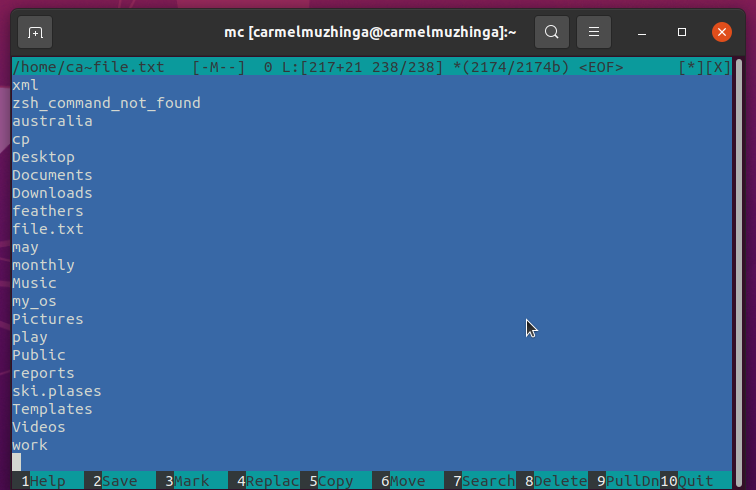 mc [carmelmuzhinga@carmelmuzhinga]:~
/home/ca~file.txt   [-M--]  0 L:[217+21 238/238] *(2174/2174b) <EOF>      [*][X]
xml
zsh_command_not_found
australia
cp
Desktop
Documents
Downloads
feathers
file.txt
may
monthly
Music
my_os
Pictures
play
Public
reports
ski.plases
Templates
Videos
work
1Help  2Save  3Mark  4Replac 5Copy  6Move  7Search 8Delete 9PullDn 10Quit